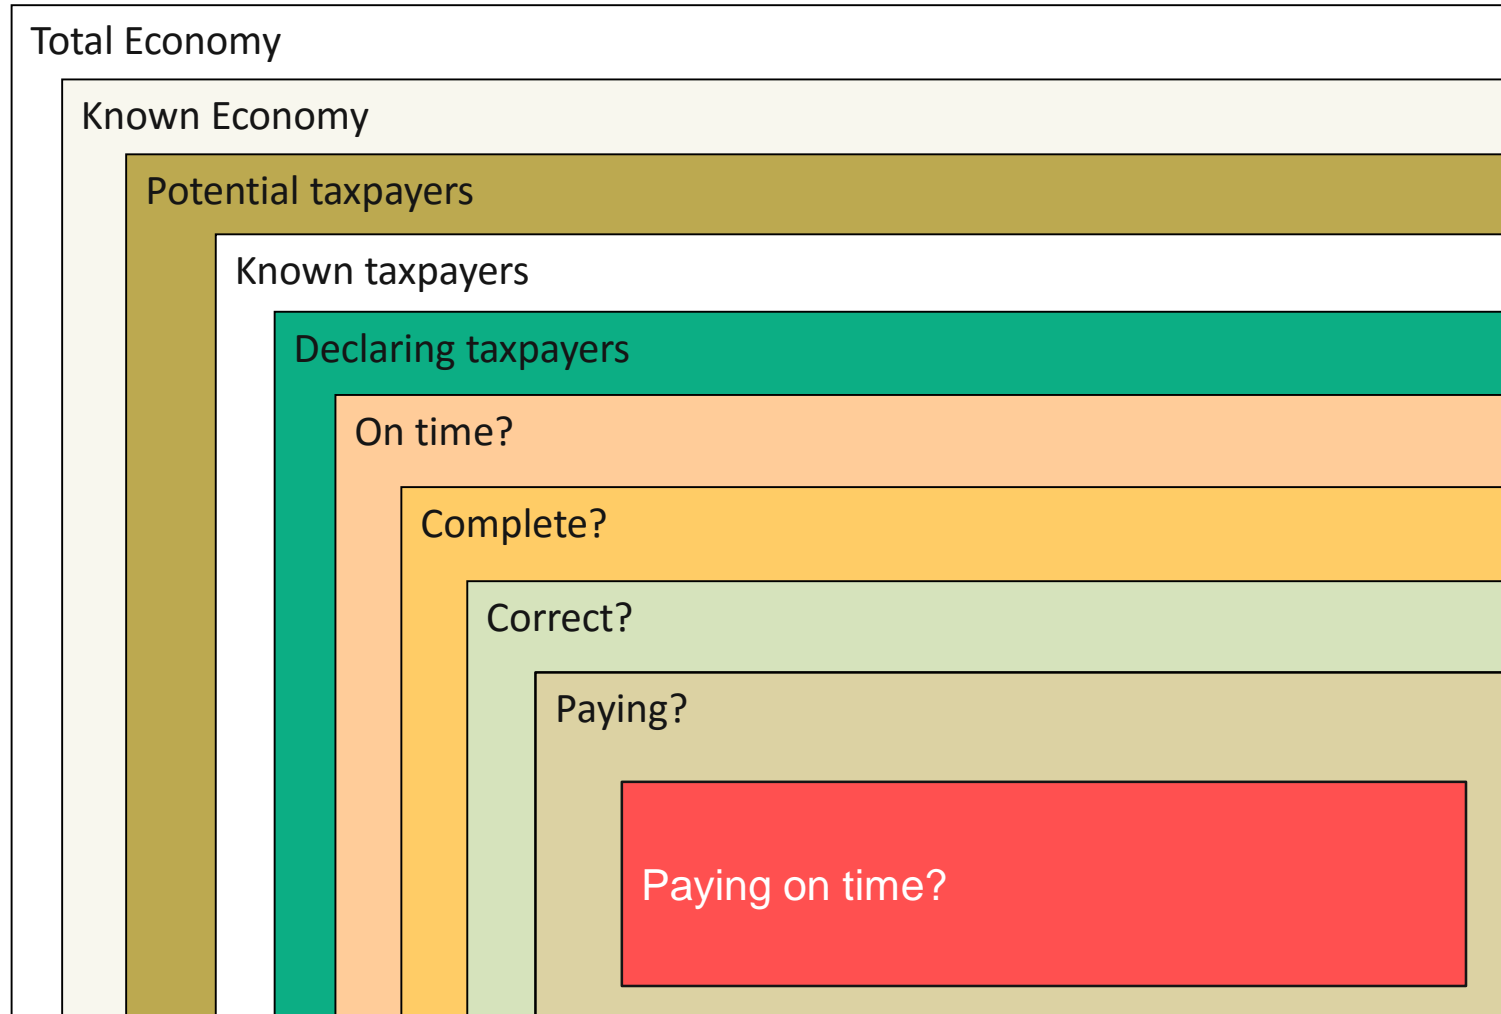 Total Economy
Known Economy
Potential taxpayers
Known taxpayers
Declaring taxpayers
On time?
Complete?
Correct?
Paying?
Paying on time?